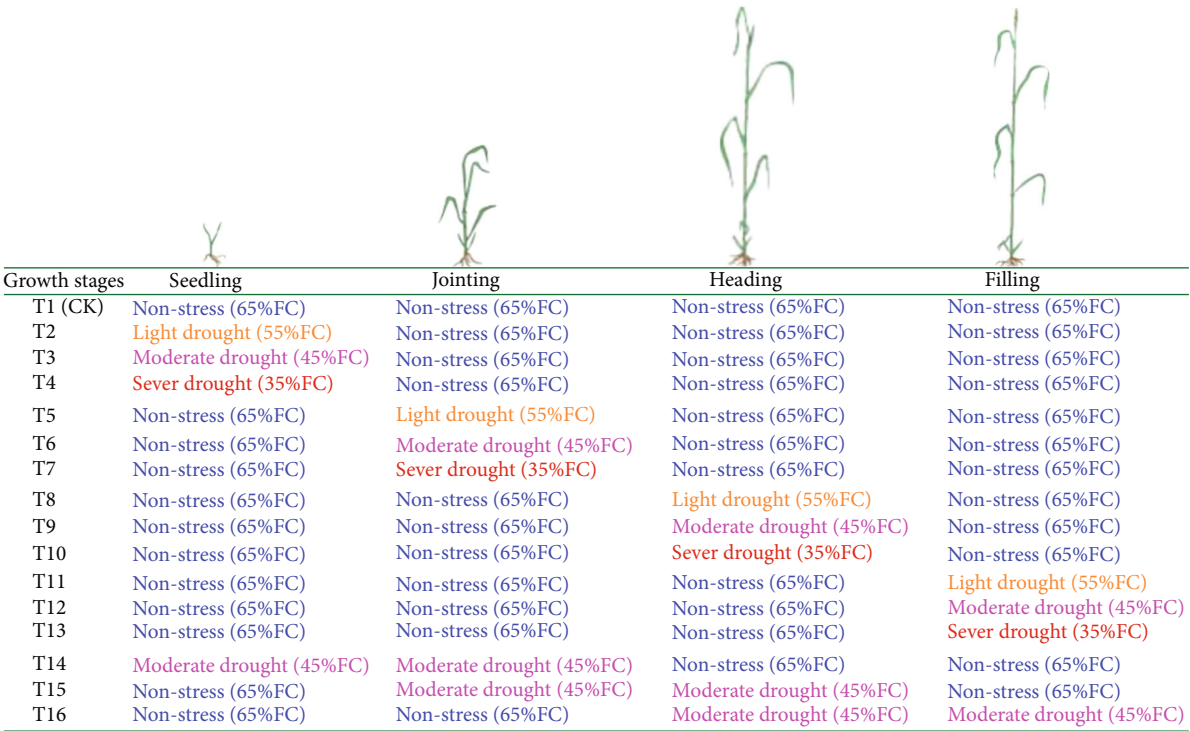 Growth stages Seedling Jointing Heading Filling
T1 (CK) Non-stress (65%FC) Non-stress (65%FC) Non-stress (65%FC) Non-stress (65%FC)
T2 Light drought (55%FC) Non-stress (65%FC) Non-stress (65%FC) Non-stress (65%FC)
T3 Moderate drought (45%FC) Non-stress (65%FC) Non-stress (65%FC) Non-stress (65%FC)
T4 Sever drought (35%FC) Non-stress (65%FC) Non-stress (65%FC) Non-stress (65%FC)
T5 Non-stress (65%FC) Light drought (55%FC) Non-stress (65%FC) Non-stress (65%FC)
T6 Non-stress (65%FC) Moderate drought (45%FC) Non-stress (65%FC) Non-stress (65%FC)
T7 Non-stress (65%FC) Sever drought (35%FC) Non-stress (65%FC) Non-stress (65%FC)
T8 Non-stress (65%FC) Non-stress (65%FC) Light drought (55%FC) Non-stress (65%FC)
T9 Non-stress (65%FC) Non-stress (65%FC) Moderate drought (45%FC) Non-stress (65%FC)
T10 Non-stress (65%FC) Non-stress (65%FC) Sever drought (35%FC) Non-stress (65%FC)
T11 Non-stress (65%FC) Non-stress (65%FC) Non-stress (65%FC) Light drought (55%FC)
T12 Non-stress (65%FC) Non-stress (65%FC) Non-stress (65%FC) Moderate drought (45%FC)
T13 Non-stress (65%FC) Non-stress (65%FC) Non-stress (65%FC) Sever drought (35%FC)
T14 Moderate drought (45%FC) Moderate drought (45%FC) Non-stress (65%FC) Non-stress (65%FC)
T15 Non-stress (65%FC) Moderate drought (45%FC) Moderate drought (45%FC) Non-stress (65%FC)
T16 Non-stress (65%FC) Non-stress (65%FC) Moderate drought (45%FC) Moderate drought (45%FC)